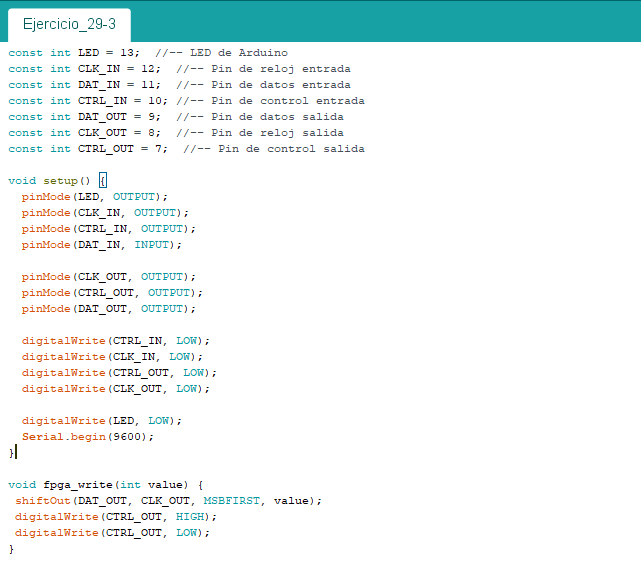 Ejercicio_29-3
const int LED = 13;  //-- LED de Arduino
const int CLK_IN = 12;  //-- Pin de reloj entrada
const int DAT_IN = 11;  //-- Pin de datos entrada
const int CTRL_IN = 10; //-- Pin de control entrada
const int DAT_OUT = 9;  //-- Pin de datos salida
const int CLK_OUT = 8;  //-- Pin de reloj salida
const int CTRL_OUT = 7;  //-- Pin de control salida

void setup() {
  pinMode(LED, OUTPUT);
  pinMode(CLK_IN, OUTPUT);
  pinMode(CTRL_IN, OUTPUT);
  pinMode(DAT_IN, INPUT);

  pinMode(CLK_OUT, OUTPUT);
  pinMode(CTRL_OUT, OUTPUT);
  pinMode(DAT_OUT, OUTPUT);

  digitalWrite(CTRL_IN, LOW);
  digitalWrite(CLK_IN, LOW);
  digitalWrite(CTRL_OUT, LOW);
  digitalWrite(CLK_OUT, LOW);

  digitalWrite(LED, LOW);
  Serial.begin(9600);
}

void fpga_write(int value) {
 shiftOut(DAT_OUT, CLK_OUT, MSBFIRST, value);
 digitalWrite(CTRL_OUT, HIGH);
 digitalWrite(CTRL_OUT, LOW);
}